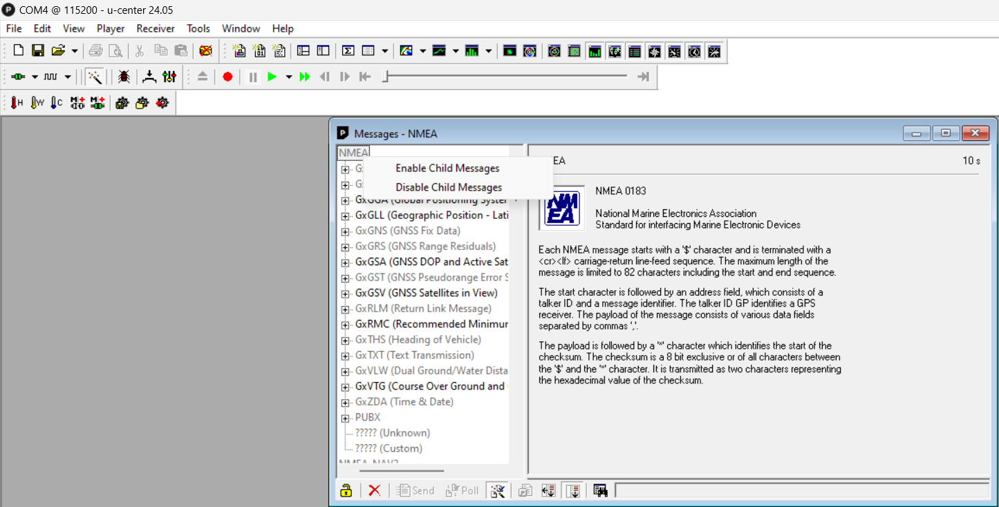 COM4 @ 115200 - u-center 24.05
File Edit View Player Receiver Tools Window Help
H W C M M
Messages - NMEA
NMEA
Enable Child Messages
Disable Child Messages
GxGGA (Global Positioning System
GxGLL (Geographic Position - Lati
GxGNS (GNSS Fix Data)
GxGRS (GNSS Range Residuals)
GxGSA (GNSS DOP and Active Sat
GxGST (GNSS Pseudorange Error S
GxGSV (GNSS Satellites in View)
GxRLM (Return Link Message)
GxRMC (Recommended Minimum
GxTHS (Heading of Vehicle)
GxTXT (Text Transmission)
GxVLW (Dual Ground/Water Dista
GxVTG (Course Over Ground and
GxZDA (Time & Date)
PUBX
????? (Unknown)
????? (Custom)
EA 10 s
NMEA
NMEA 0183
National Marine Electronics Association
Standard for interfacing Marine Electronic Devices
Each NMEA message starts with a '$' character and is terminated with a
<cr><lf> carriage-return line-feed sequence. The maximum length of the
message is limited to 82 characters including the start and end sequence.
The start character is followed by an address field, which consists of a
talker ID and a message identifier. The talker ID GP identifies a GPS
receiver. The payload of the message consists of various data fields
separated by commas ','.
The payload is followed by a '*' character which identifies the start of the
checksum. The checksum is a 8 bit exclusive or of all characters between
the '$' and the '*' character. It is transmitted as two characters representing
the hexadecimal value of the checksum.
Send Poll